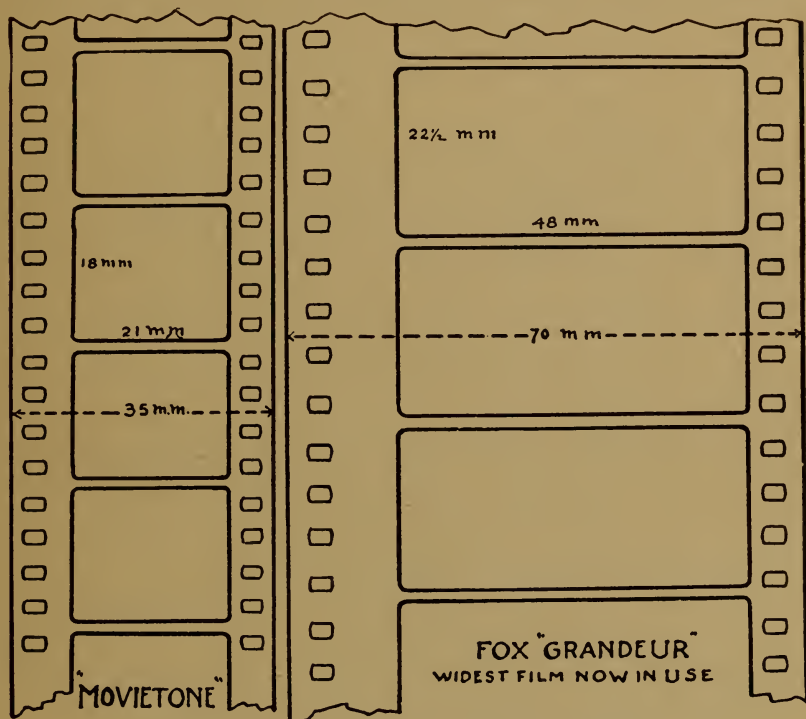 18 mm
21 mm
35 m.m.
"MOVIETONE"
22½ mm
48 mm
70 mm
FOX "GRANDEUR"
WIDEST FILM NOW IN USE